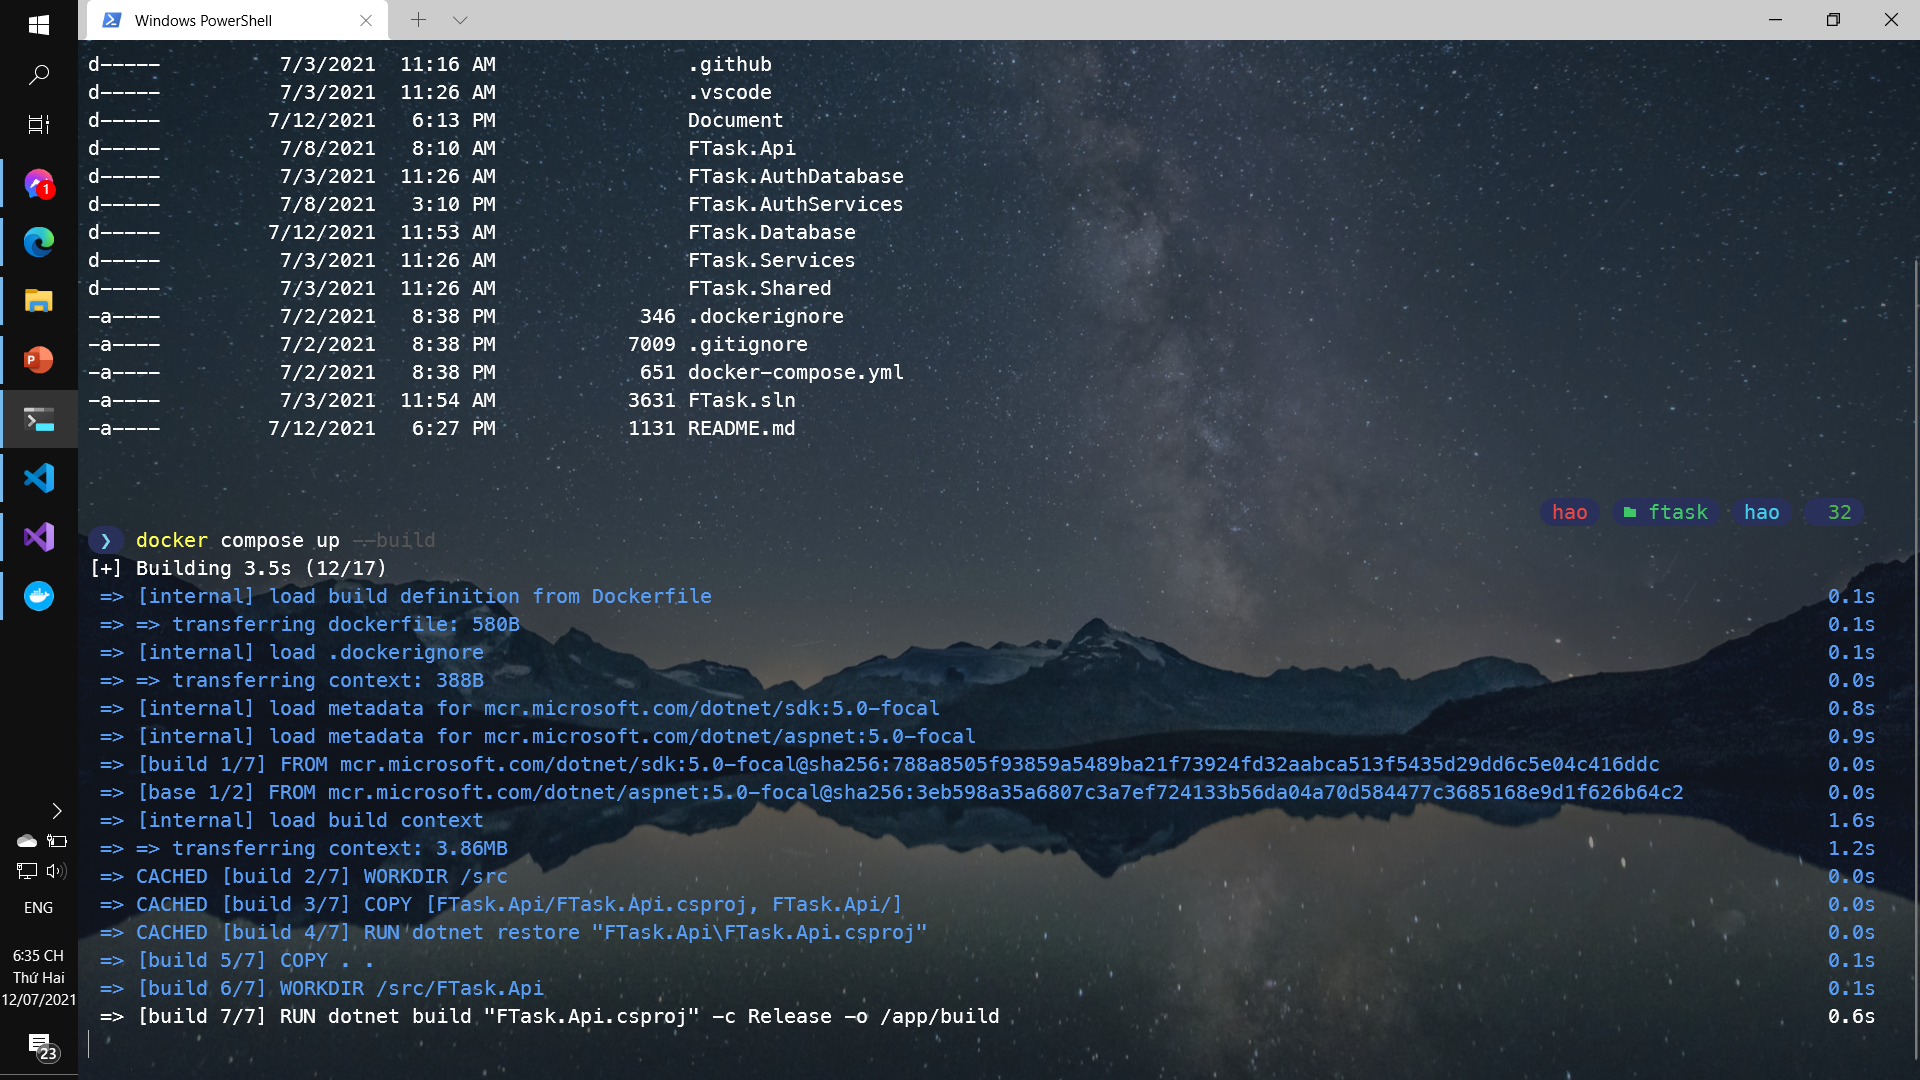 Windows PowerShell
d----- 7/3/2021 11:16 AM .github
d----- 7/3/2021 11:26 AM .vscode
d----- 7/12/2021 6:13 PM Document
d----- 7/8/2021 8:10 AM FTask.Api
d----- 7/3/2021 11:26 AM FTask.AuthDatabase
d----- 7/8/2021 3:10 PM FTask.AuthServices
d----- 7/12/2021 11:53 AM FTask.Database
d----- 7/3/2021 11:26 AM FTask.Services
d----- 7/3/2021 11:26 AM FTask.Shared
-a---- 7/2/2021 8:38 PM 346 .dockerignore
-a---- 7/2/2021 8:38 PM 7009 .gitignore
-a---- 7/2/2021 8:38 PM 651 docker-compose.yml
-a---- 7/3/2021 11:54 AM 3631 FTask.sln
-a---- 7/12/2021 6:27 PM 1131 README.md
hao ftask hao 32
❯ docker compose up --build
[+] Building 3.5s (12/17)
=> [internal] load build definition from Dockerfile 0.1s
=> => transferring dockerfile: 580B 0.1s
=> [internal] load .dockerignore 0.1s
=> => transferring context: 388B 0.0s
=> [internal] load metadata for mcr.microsoft.com/dotnet/sdk:5.0-focal 0.8s
=> [internal] load metadata for mcr.microsoft.com/dotnet/aspnet:5.0-focal 0.9s
=> [build 1/7] FROM mcr.microsoft.com/dotnet/sdk:5.0-focal@sha256:788a8505f93859a5489ba21f73924fd32aabca513f5435d29dd6c5e04c416ddc 0.0s
=> [base 1/2] FROM mcr.microsoft.com/dotnet/aspnet:5.0-focal@sha256:3eb598a35a6807c3a7ef724133b56da04a70d584477c3685168e9d1f626b64c2 0.0s
=> [internal] load build context 1.6s
=> => transferring context: 3.86MB 1.2s
=> CACHED [build 2/7] WORKDIR /src 0.0s
=> CACHED [build 3/7] COPY [FTask.Api/FTask.Api.csproj, FTask.Api/] 0.0s
=> CACHED [build 4/7] RUN dotnet restore "FTask.Api\FTask.Api.csproj" 0.0s
=> [build 5/7] COPY . . 0.1s
=> [build 6/7] WORKDIR /src/FTask.Api 0.1s
=> [build 7/7] RUN dotnet build "FTask.Api.csproj" -c Release -o /app/build 0.6s
1
P
ENG
6:35 CH
Thứ Hai
12/07/2021
23